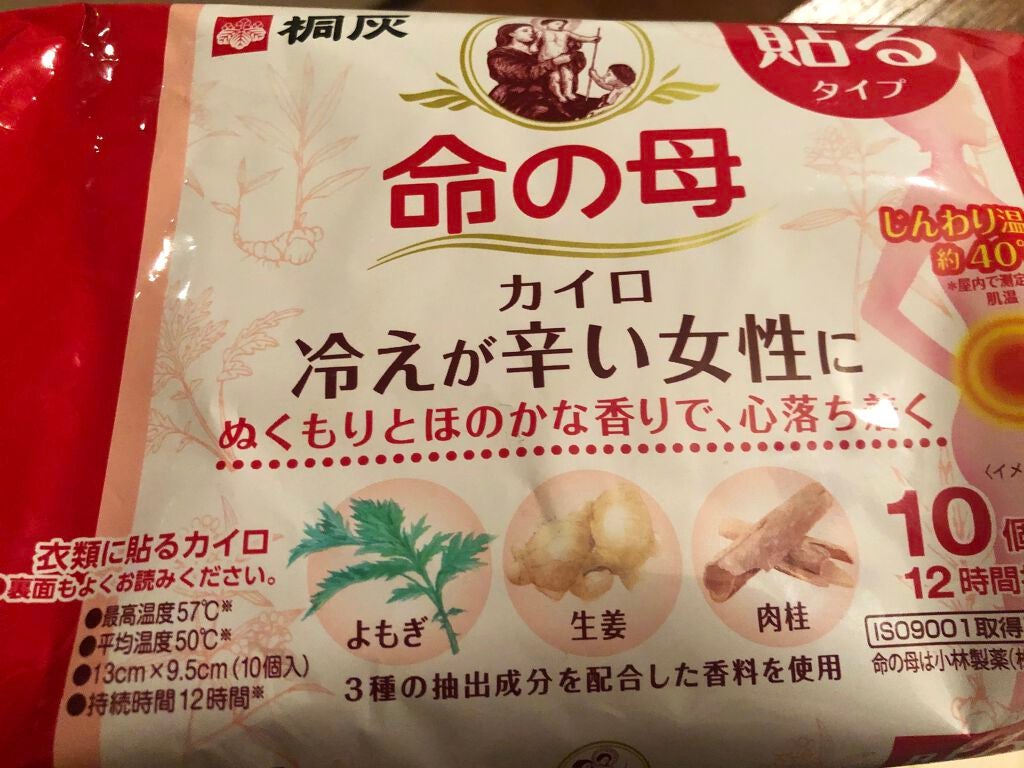 桐灰
貼る
タイプ
命の母
カイロ
冷えが辛い女性に
ぬくもりとほのかな香りで、心落ち着く
じんわり温
約40°
*屋内で測定
肌温
〈イメ
衣類に貼るカイロ
●裏面もよくお読みください。
●最高温度57℃※
●平均温度50℃※
●13cm×9.5cm(10個入)
●持続時間12時間※
よもぎ
生姜
肉桂
3種の抽出成分を配合した香料を使用
10個
12時間
ISO9001取得
命の母は小林製薬(株